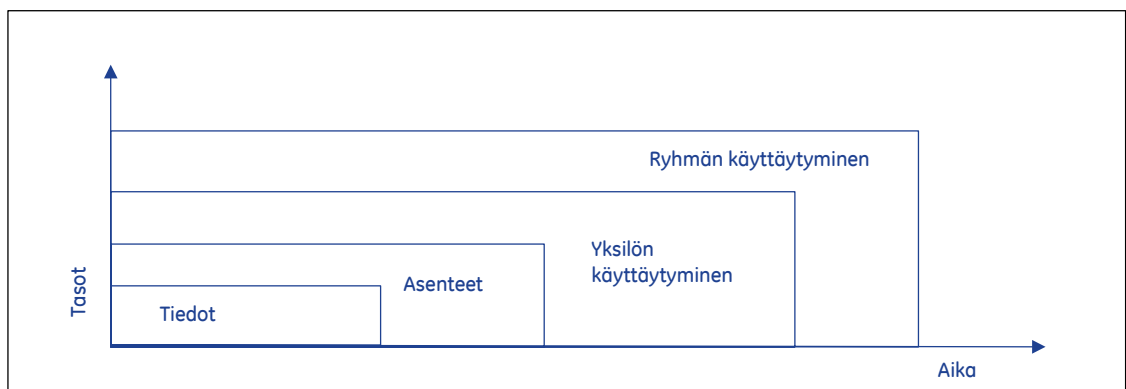 Ryhmän käyttäytyminen
Yksilön
käyttäytyminen
Asenteet
Tiedot
Tasot
Aika